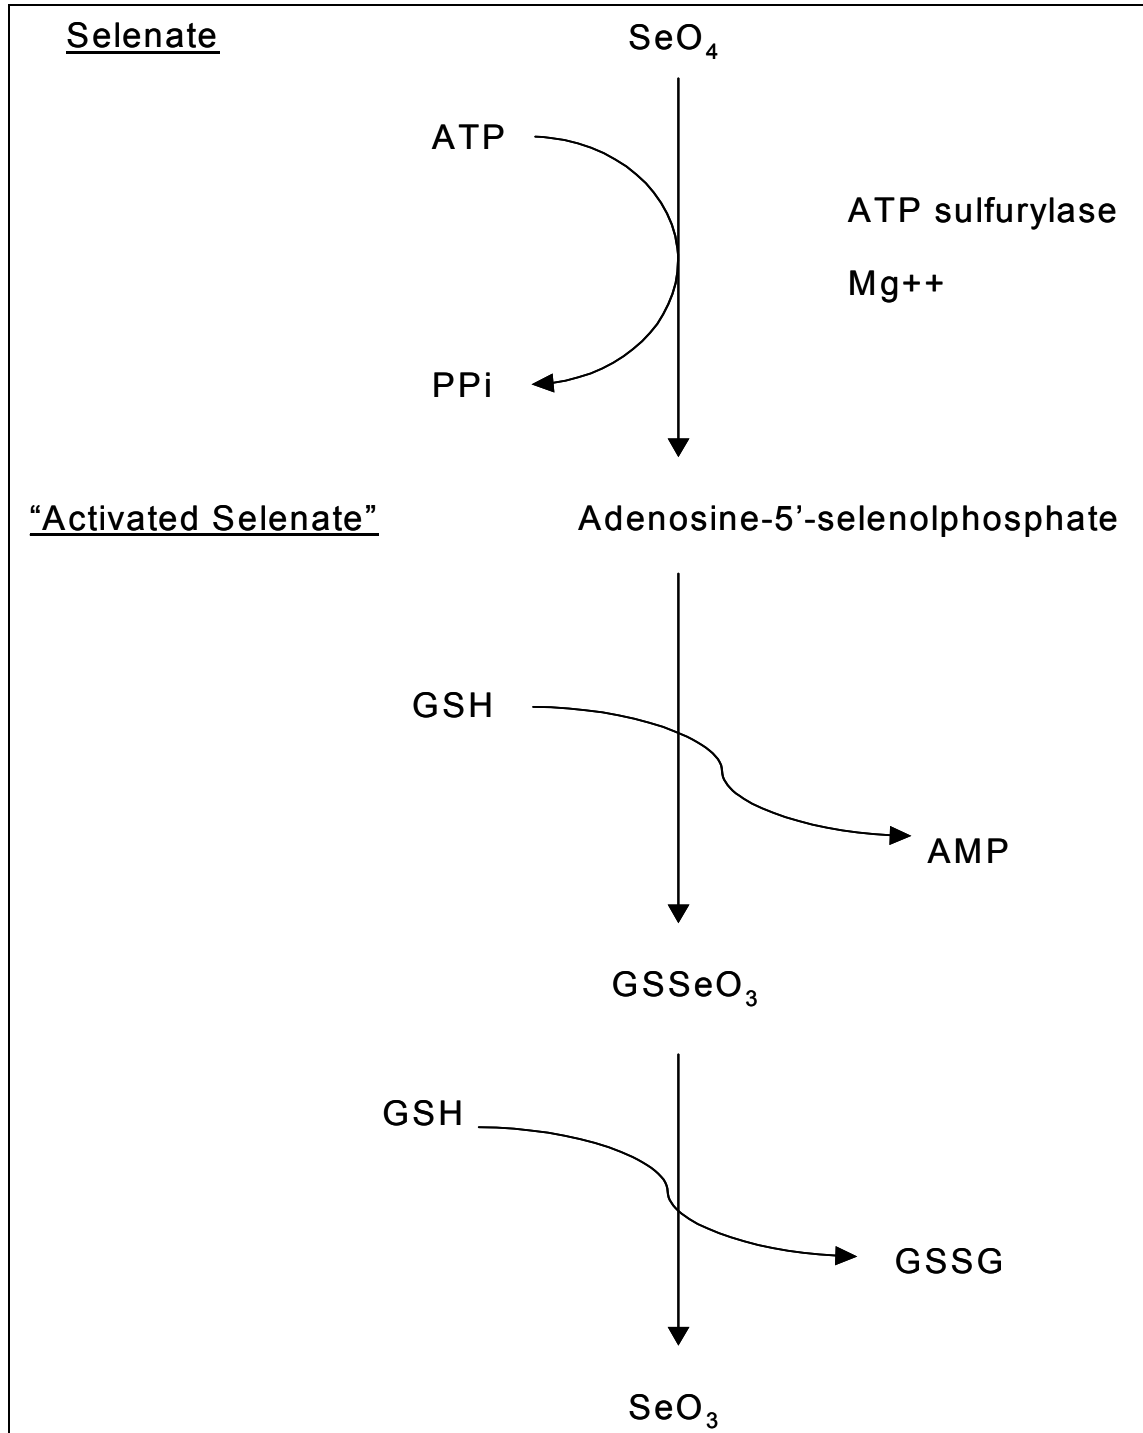 Selenate
SeO₄
ATP
ATP sulfurylase
Mg++
PPi
“Activated Selenate”
Adenosine-5’-selenolphosphate
GSH
AMP
GSSeO₃
GSH
GSSG
SeO₃